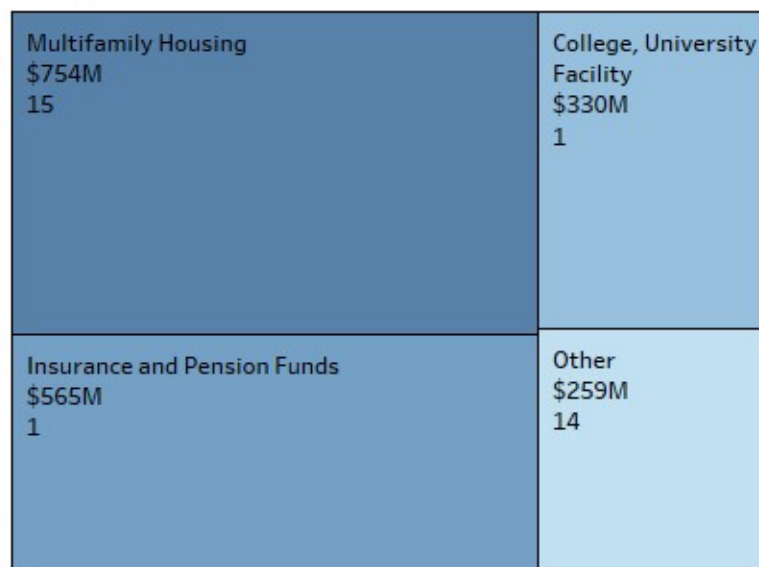 Multifamily Housing
$754M
15
College, University
Facility
$330M
1
Insurance and Pension Funds
$565M
1
Other
$259M
14